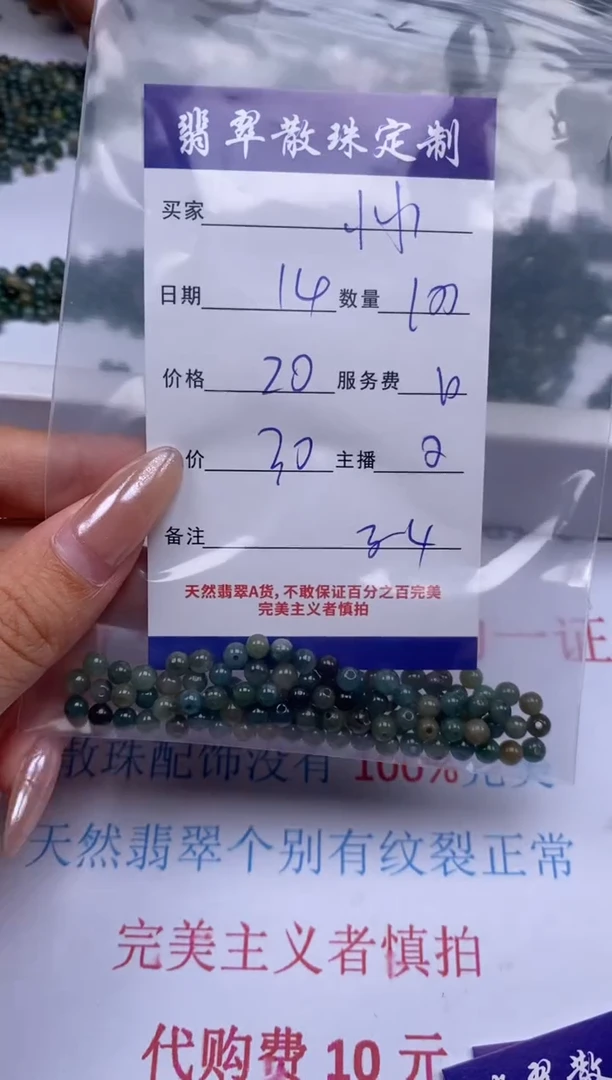 翡翠散珠定制
买家
日期 14 数量 100
价格 20 服务费
价 30 主播 2
备注 3-4
天然翡翠A货,不敢保证百分之百完美
完美主义者慎拍
一证
散珠配饰没有 100%完美
天然翡翠个别有纹裂正常
完美主义者慎拍
代购费 10 元
翠散